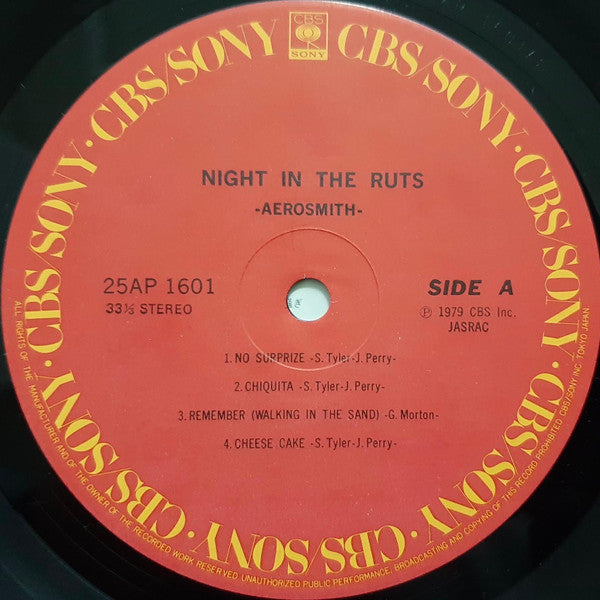 CBS
SONY
CBS/SONY · CBS/SONY · CBS/SONY · CBS/SONY · CBS/SONY · CBS/SONY · CBS/SONY · CBS/SONY · CBS/SONY
NIGHT IN THE RUTS
-AEROSMITH-
25AP 1601
33⅓ STEREO
SIDE A
Ⓟ 1979 CBS Inc.
JASRAC
1. NO SURPRIZE -S. Tyler-J. Perry-
2. CHIQUITA -S. Tyler-J. Perry-
3. REMEMBER (WALKING IN THE SAND) -G. Morton-
4. CHEESE CAKE -S. Tyler-J. Perry-
ALL RIGHTS OF THE MANUFACTURER AND OF THE OWNER OF THE RECORDED WORK RESERVED UNAUTHORIZED PUBLIC PERFORMANCE, BROADCASTING AND COPYING OF THIS RECORD PROHIBITED CBS/SONY INC. TOKYO JAPAN